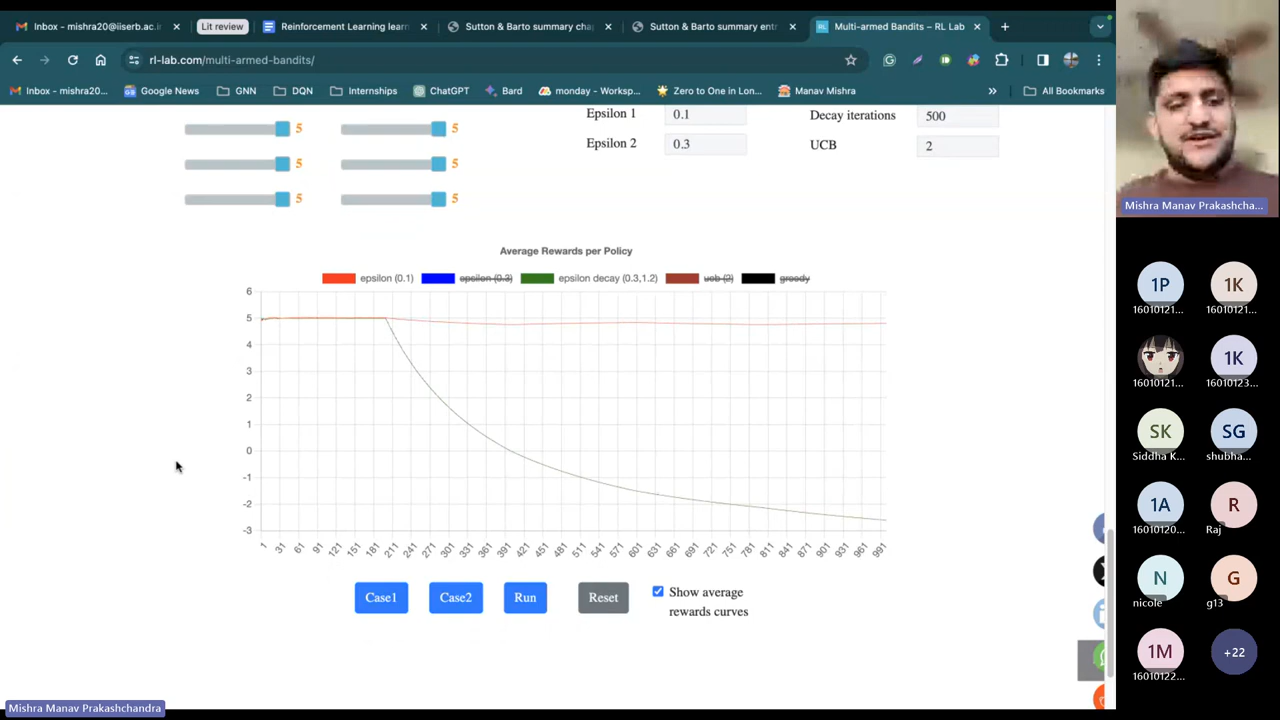 Inbox - mishra20@iiserb.ac.i
Lit review
Reinforcement Learning learn
Sutton & Barto summary cha
Sutton & Barto summary entr
Multi-armed Bandits – RL Lab
rl-lab.com/multi-armed-bandits/
Inbox - mishra20...
Google News
GNN
DQN
Internships
ChatGPT
Bard
monday - Worksp...
Zero to One in Lon...
Manav Mishra
All Bookmarks
Epsilon 1
0.1
Decay iterations
500
5
5
Epsilon 2
0.3
UCB
2
5
5
5
5
Average Rewards per Policy
epsilon (0.1)
epsilon (0.3)
epsilon decay (0.3,1.2)
ucb (2)
greedy
6
5
4
3
2
1
0
-1
-2
-3
1 31 61 91 121 151 181 211 241 271 301 331 361 391 421 451 481 511 541 571 601 631 661 691 721 751 781 811 841 871 901 931 961 991
Case1
Case2
Run
Reset
Show average
rewards curves
Mishra Manav Prakashchandra
Mishra Manav Prakashcha...
1P
1K
16010121...
16010121...
1K
16010121...
16010123...
SK
SG
Siddha K...
shubha...
1A
R
16010120...
Raj
N
G
nicole
g13
1M
+22
16010122...